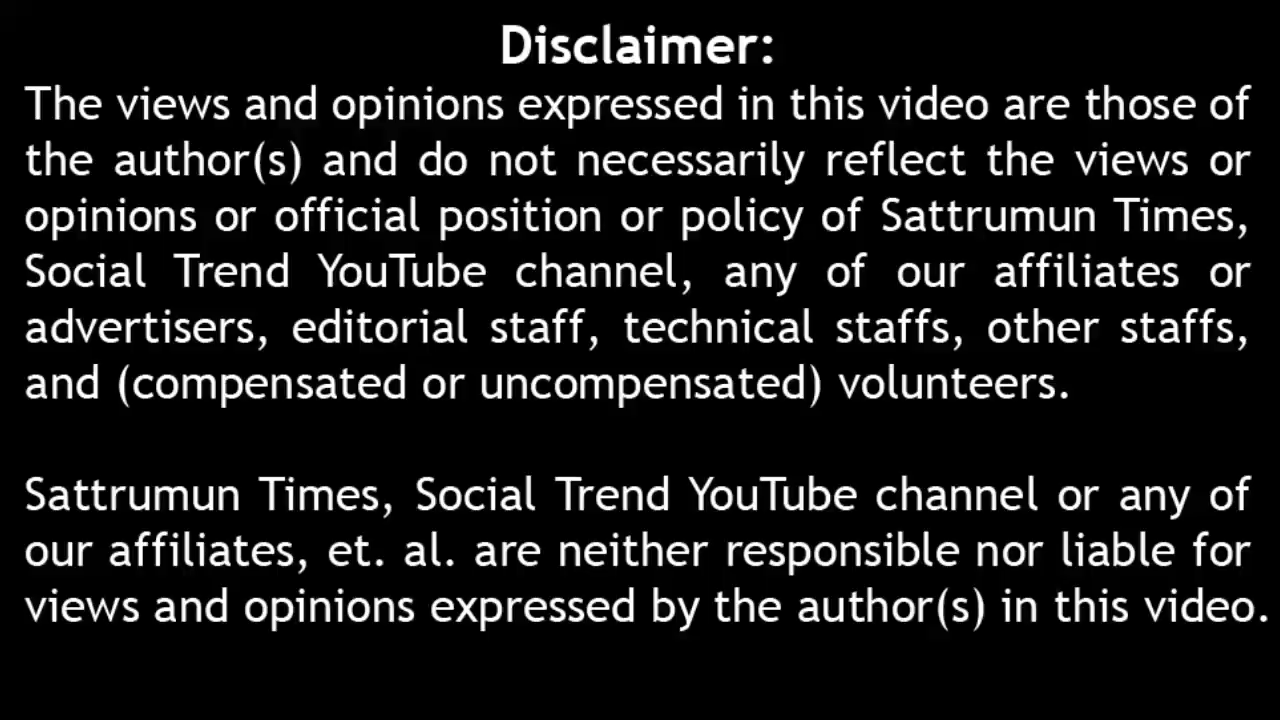 Disclaimer:
The views and opinions expressed in this video are those of
the author(s) and do not necessarily reflect the views or
opinions or official position or policy of Sattrumun Times,
Social Trend YouTube channel, any of our affiliates or
advertisers, editorial staff, technical staffs, other staffs,
and (compensated or uncompensated) volunteers.
Sattrumun Times, Social Trend YouTube channel or any of
our affiliates, et. al. are neither responsible nor liable for
views and opinions expressed by the author(s) in this video.